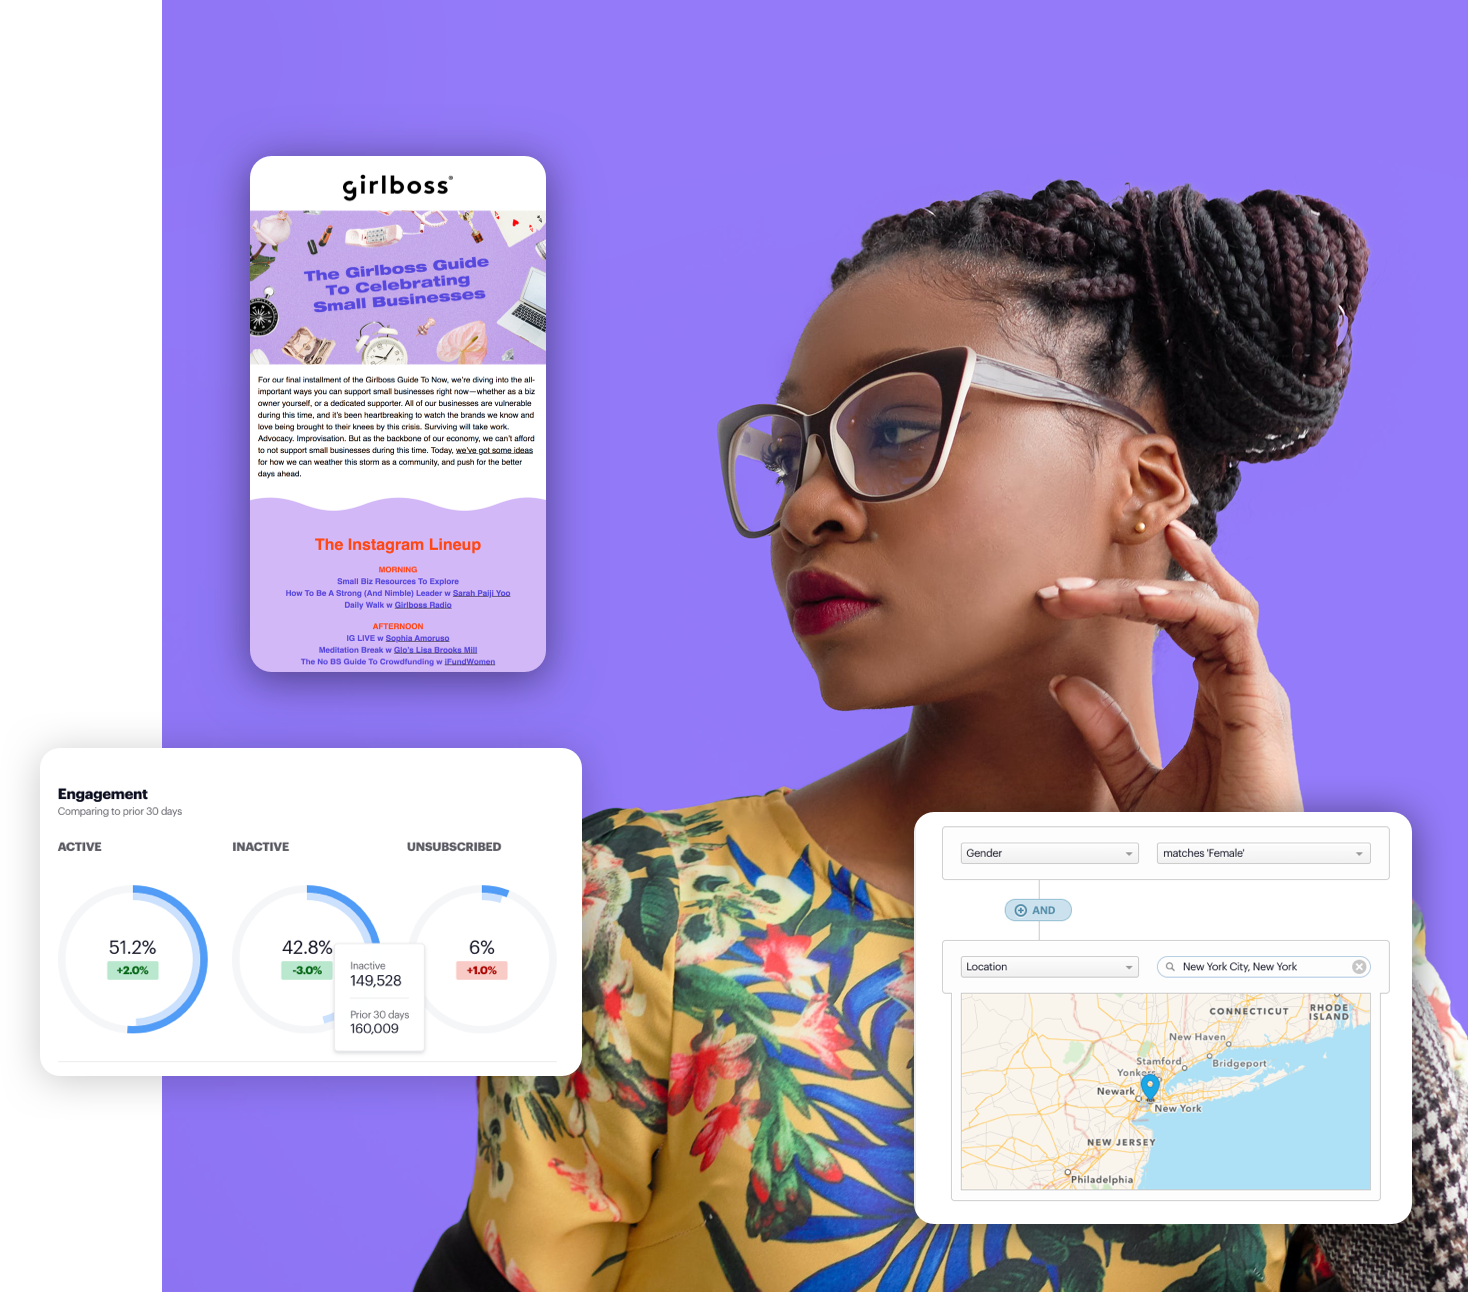 girlboss®
The Girlboss Guide
To Celebrating
Small Businesses
For our final installment of the Girlboss Guide To Now, we're diving into the all-
important ways you can support small businesses right now—whether as a biz
owner yourself, or a dedicated supporter. All of our businesses are vulnerable
during this time, and it's been heartbreaking to watch the brands we know and
love being brought to their knees by this crisis. Surviving will take work.
Advocacy. Improvisation. But as the backbone of our economy, we can't afford
to not support small businesses during this time. Today, we've got some ideas
for how we can weather this storm as a community, and push for the better
days ahead.
The Instagram Lineup
MORNING
Small Biz Resources To Explore
How To Be A Strong (And Nimble) Leader w Sarah Paiji Yoo
Daily Walk w Girlboss Radio
AFTERNOON
IG LIVE w Sophia Amoruso
Meditation Break w Glo's Lisa Brooks Mill
The No BS Guide To Crowdfunding w iFundWomen
Engagement
Comparing to prior 30 days
ACTIVE
INACTIVE
UNSUBSCRIBED
51.2%
+2.0%
42.8%
-3.0%
6%
+1.0%
Inactive
149,528
Prior 30 days
160,009
Gender
matches 'Female'
AND
Location
New York City, New York
CONNECTICUT
RHODE
ISLAND
New Haven
Stamford
Bridgeport
Yonkers
Newark
New York
NEW JERSEY
Philadelphia